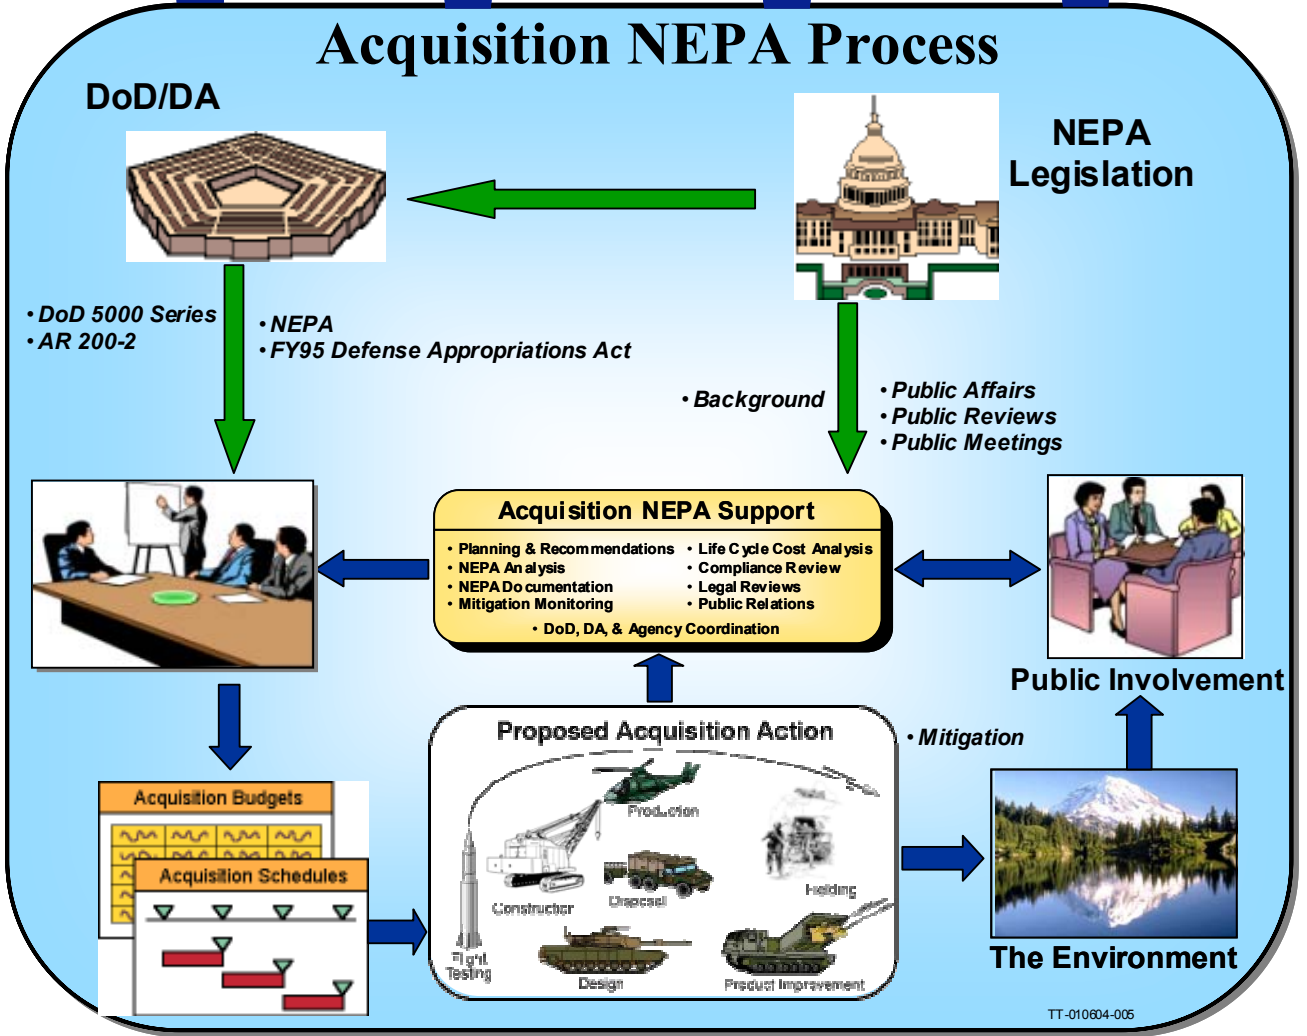 Acquisition NEPA Process
DoD/DA
NEPA
Legislation
• DoD 5000 Series
• AR 200-2
• NEPA
• FY95 Defense Appropriations Act
• Background
• Public Affairs
• Public Reviews
• Public Meetings
Acquisition NEPA Support
• Planning & Recommendations
• NEPA Analysis
• NEPA Documentation
• Mitigation Monitoring
• Life Cycle Cost Analysis
• Compliance Review
• Legal Reviews
• Public Relations
• DoD, DA, & Agency Coordination
Public Involvement
Proposed Acquisition Action
• Mitigation
Acquisition Budgets
Acquisition Schedules
Production
Construction
Disposal
Fielding
Flight
Testing
Design
Product Improvement
The Environment
TT-010604-005